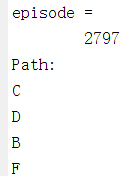 episode =
2797
Path:
C
D
B
F